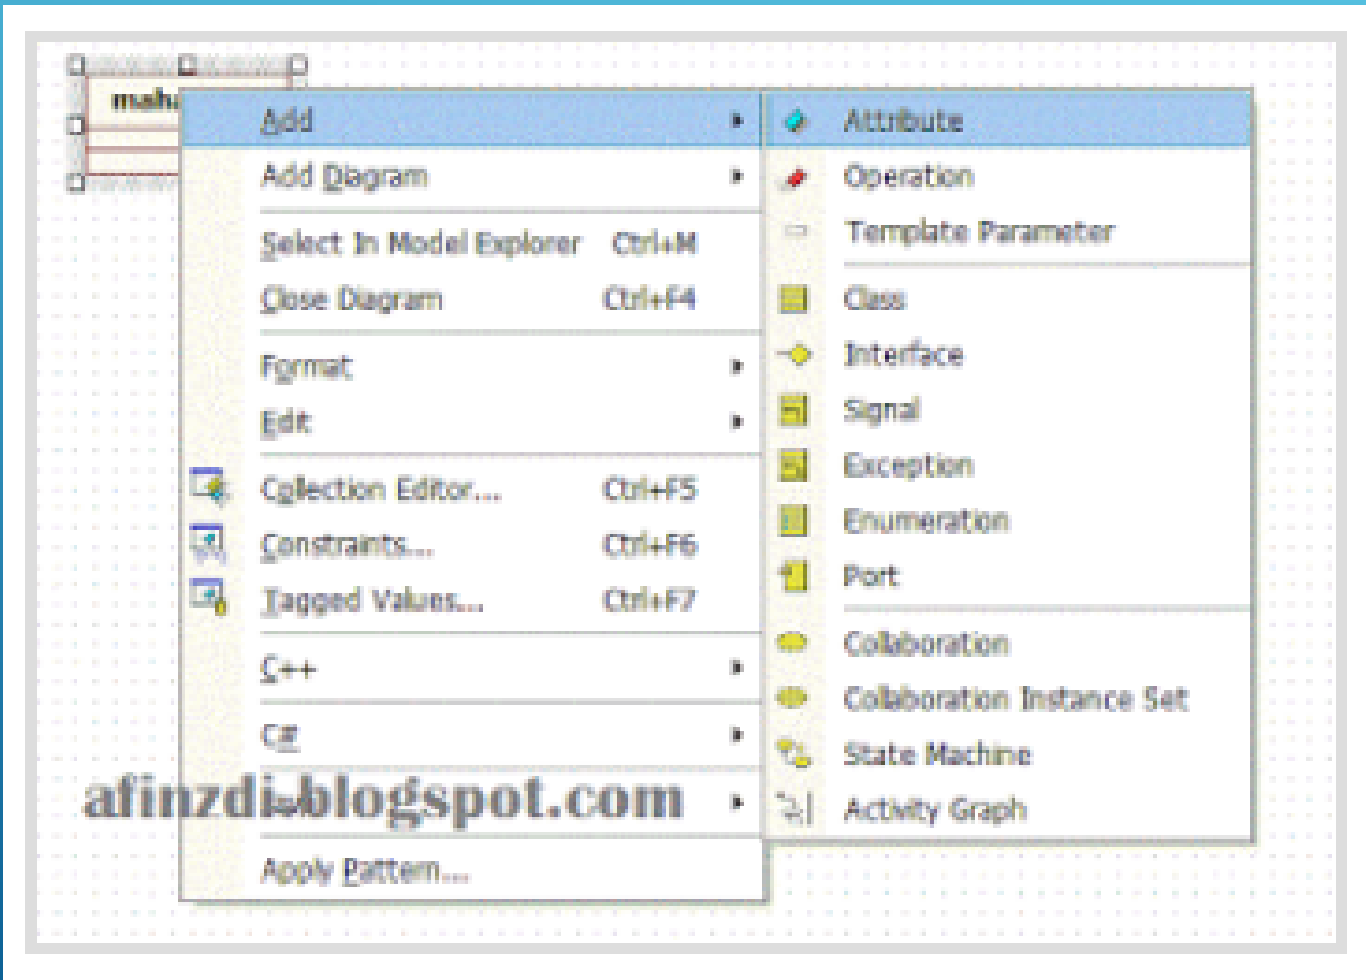 mah
Add
Add Diagram
Select In Model Explorer Ctrl+M
Close Diagram Ctrl+F4
Format
Edit
Collection Editor... Ctrl+F5
Constraints... Ctrl+F6
Tagged Values... Ctrl+F7
C++
C#
afinzdi.blogspot.com
Apply Pattern...
Attribute
Operation
Template Parameter
Class
Interface
Signal
Exception
Enumeration
Port
Collaboration
Collaboration Instance Set
State Machine
Activity Graph